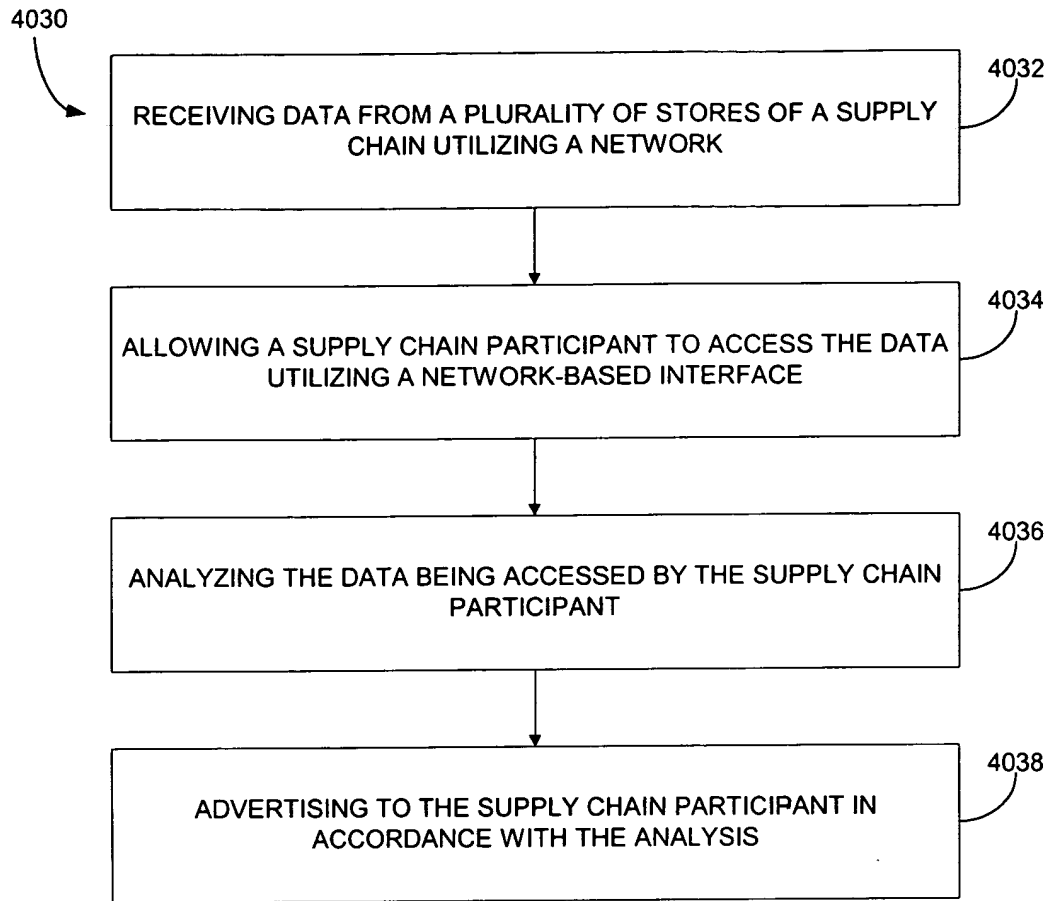 4030
4032
RECEIVING DATA FROM A PLURALITY OF STORES OF A SUPPLY
CHAIN UTILIZING A NETWORK
4034
ALLOWING A SUPPLY CHAIN PARTICIPANT TO ACCESS THE DATA
UTILIZING A NETWORK-BASED INTERFACE
4036
ANALYZING THE DATA BEING ACCESSED BY THE SUPPLY CHAIN
PARTICIPANT
4038
ADVERTISING TO THE SUPPLY CHAIN PARTICIPANT IN
ACCORDANCE WITH THE ANALYSIS